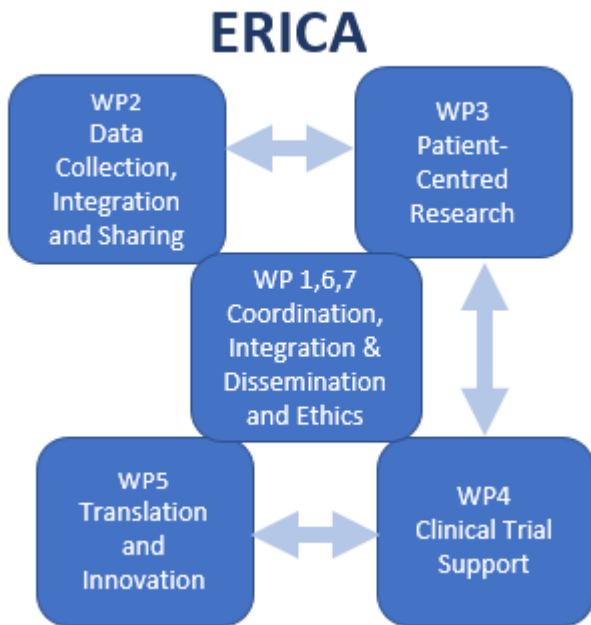 ERICA
WP2
Data
Collection,
Integration
and Sharing
WP3
Patient-
Centred
Research
WP 1,6,7
Coordination,
Integration &
Dissemination
and Ethics
WP5
Translation
and
Innovation
WP4
Clinical Trial
Support